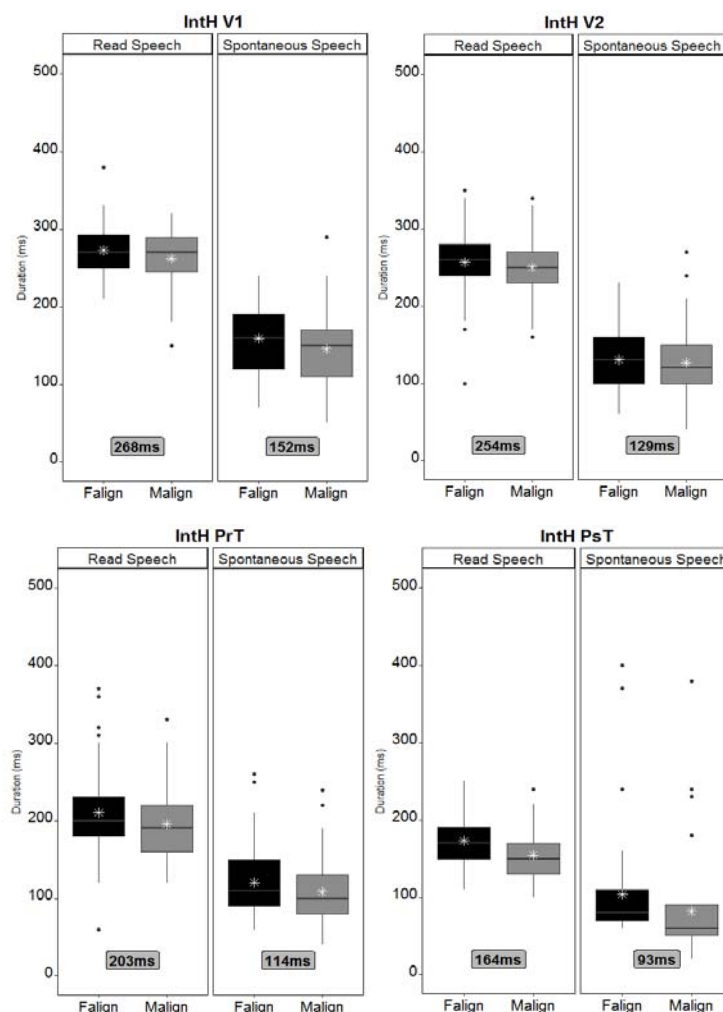 IntH V1
Read Speech Spontaneous Speech
Duration (ms)
500
400
300
200
100
0
268ms 152ms
Falign Malign Falign Malign
IntH V2
Read Speech Spontaneous Speech
Duration (ms)
500
400
300
200
100
0
254ms 129ms
Falign Malign Falign Malign
IntH PrT
Read Speech Spontaneous Speech
Duration (ms)
500
400
300
200
100
0
203ms 114ms
Falign Malign Falign Malign
IntH PsT
Read Speech Spontaneous Speech
Duration (ms)
500
400
300
200
100
0
164ms 93ms
Falign Malign Falign Malign